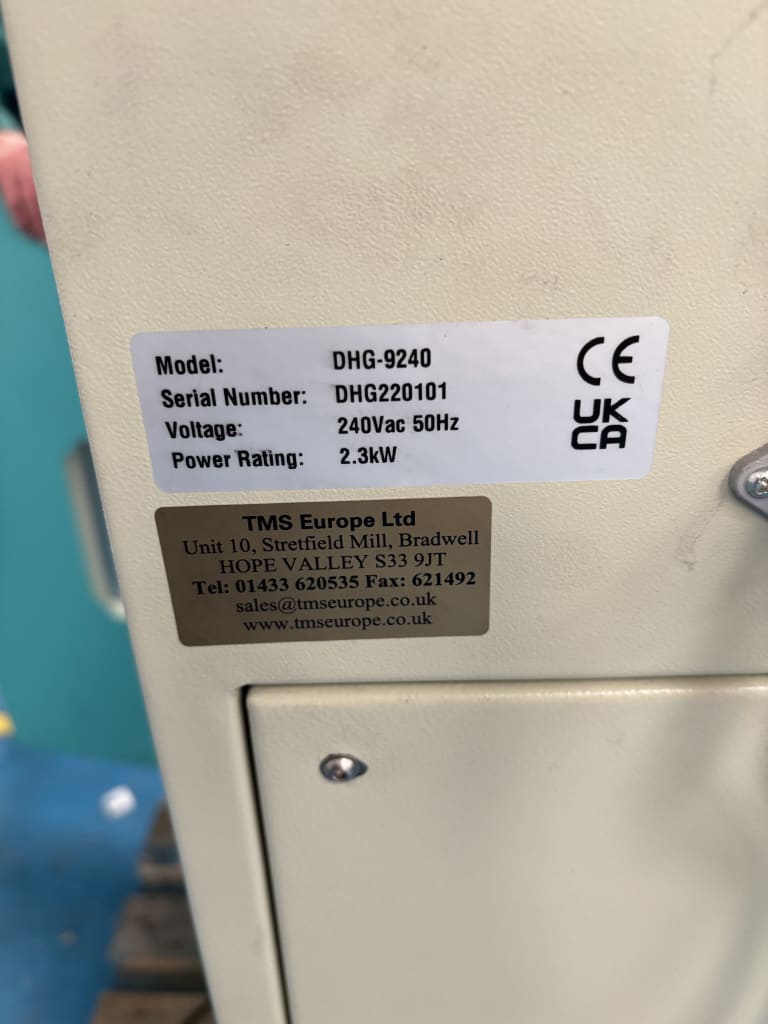 Model: DHG-9240
Serial Number: DHG220101
Voltage: 240Vac 50Hz
Power Rating: 2.3kW
CE
UK
CA
TMS Europe Ltd
Unit 10, Stretfield Mill, Bradwell
HOPE VALLEY S33 9JT
Tel: 01433 620535 Fax: 621492
sales@tmseurope.co.uk
www.tmseurope.co.uk